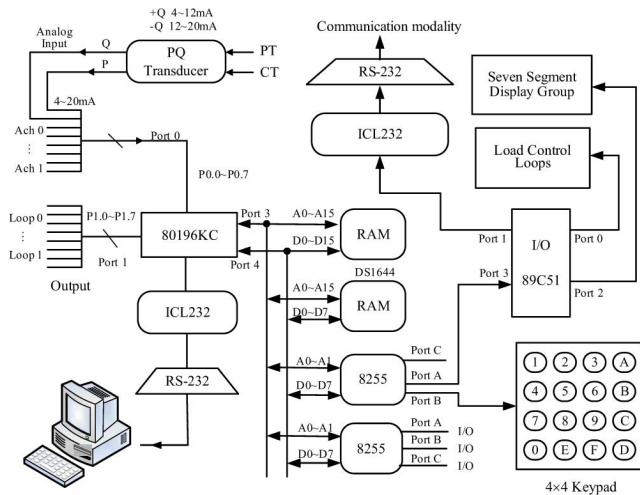 +Q 4~12mA
-Q 12~20mA
Communication modality
Analog
Input
Q
P
PQ
Transducer
PT
CT
RS-232
Seven Segment
Display Group
4~20mA
Ach 0
⋮
Ach 1
Port 0
ICL232
Load Control
Loops
P0.0~P0.7
Loop 0
⋮
Loop 1
P1.0~P1.7
Port 1
Output
80196KC
Port 3
Port 4
A0~A15
D0~D15
RAM
Port 1
Port 3
I/O
89C51
Port 0
Port 2
DS1644
A0~A15
D0~D7
RAM
ICL232
RS-232
A0~A1
D0~D7
8255
Port C
Port A
Port B
A0~A1
D0~D7
8255
Port A
Port B
Port C
I/O
I/O
I/O
1 2 3 A
4 5 6 B
7 8 9 C
0 E F D
4×4 Keypad